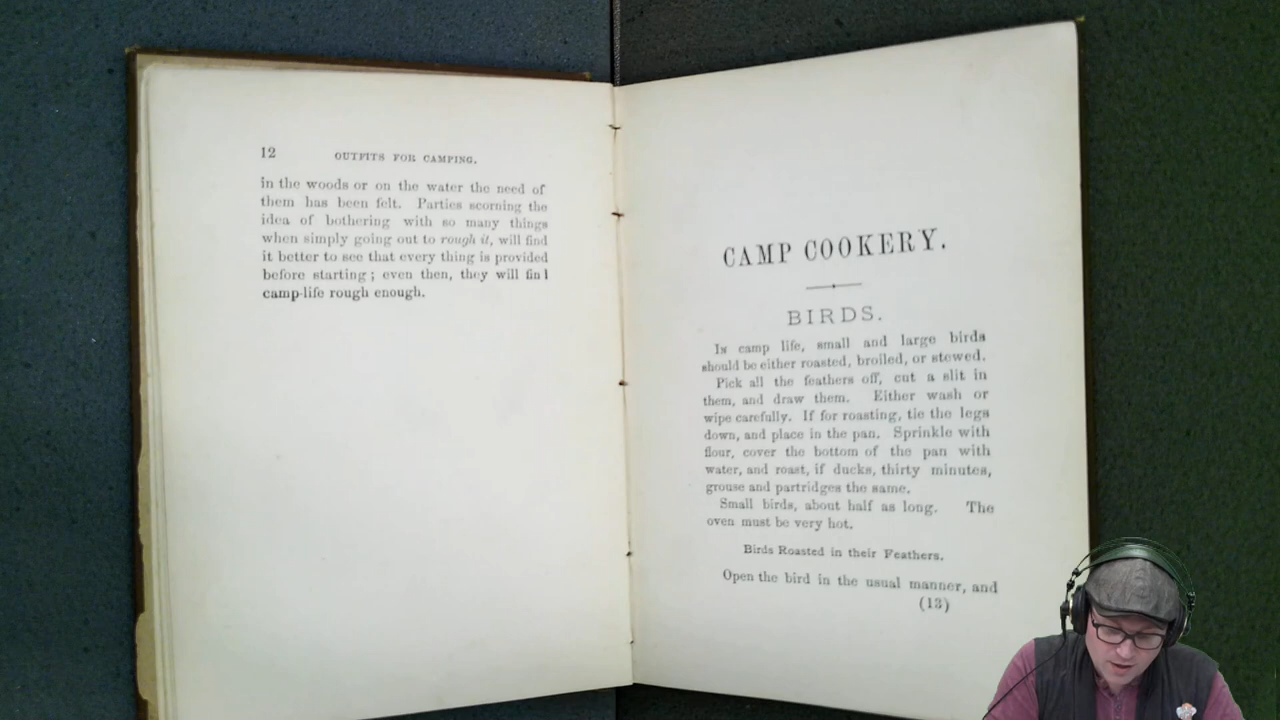 12
OUTFITS FOR CAMPING.
in the woods or on the water the need of
them has been felt. Parties scorning the
idea of bothering with so many things
when simply going out to rough it, will find
it better to see that every thing is provided
before starting; even then, they will find
camp-life rough enough.
CAMP COOKERY.
BIRDS.
In camp life, small and large birds
should be either roasted, broiled, or stewed.
Pick all the feathers off, cut a slit in
them, and draw them. Either wash or
wipe carefully. If for roasting, tie the legs
down, and place in the pan. Sprinkle with
flour, cover the bottom of the pan with
water, and roast, if ducks, thirty minutes,
grouse and partridges the same.
Small birds, about half as long. The
oven must be very hot.
Birds Roasted in their Feathers.
Open the bird in the usual manner, and
(13)